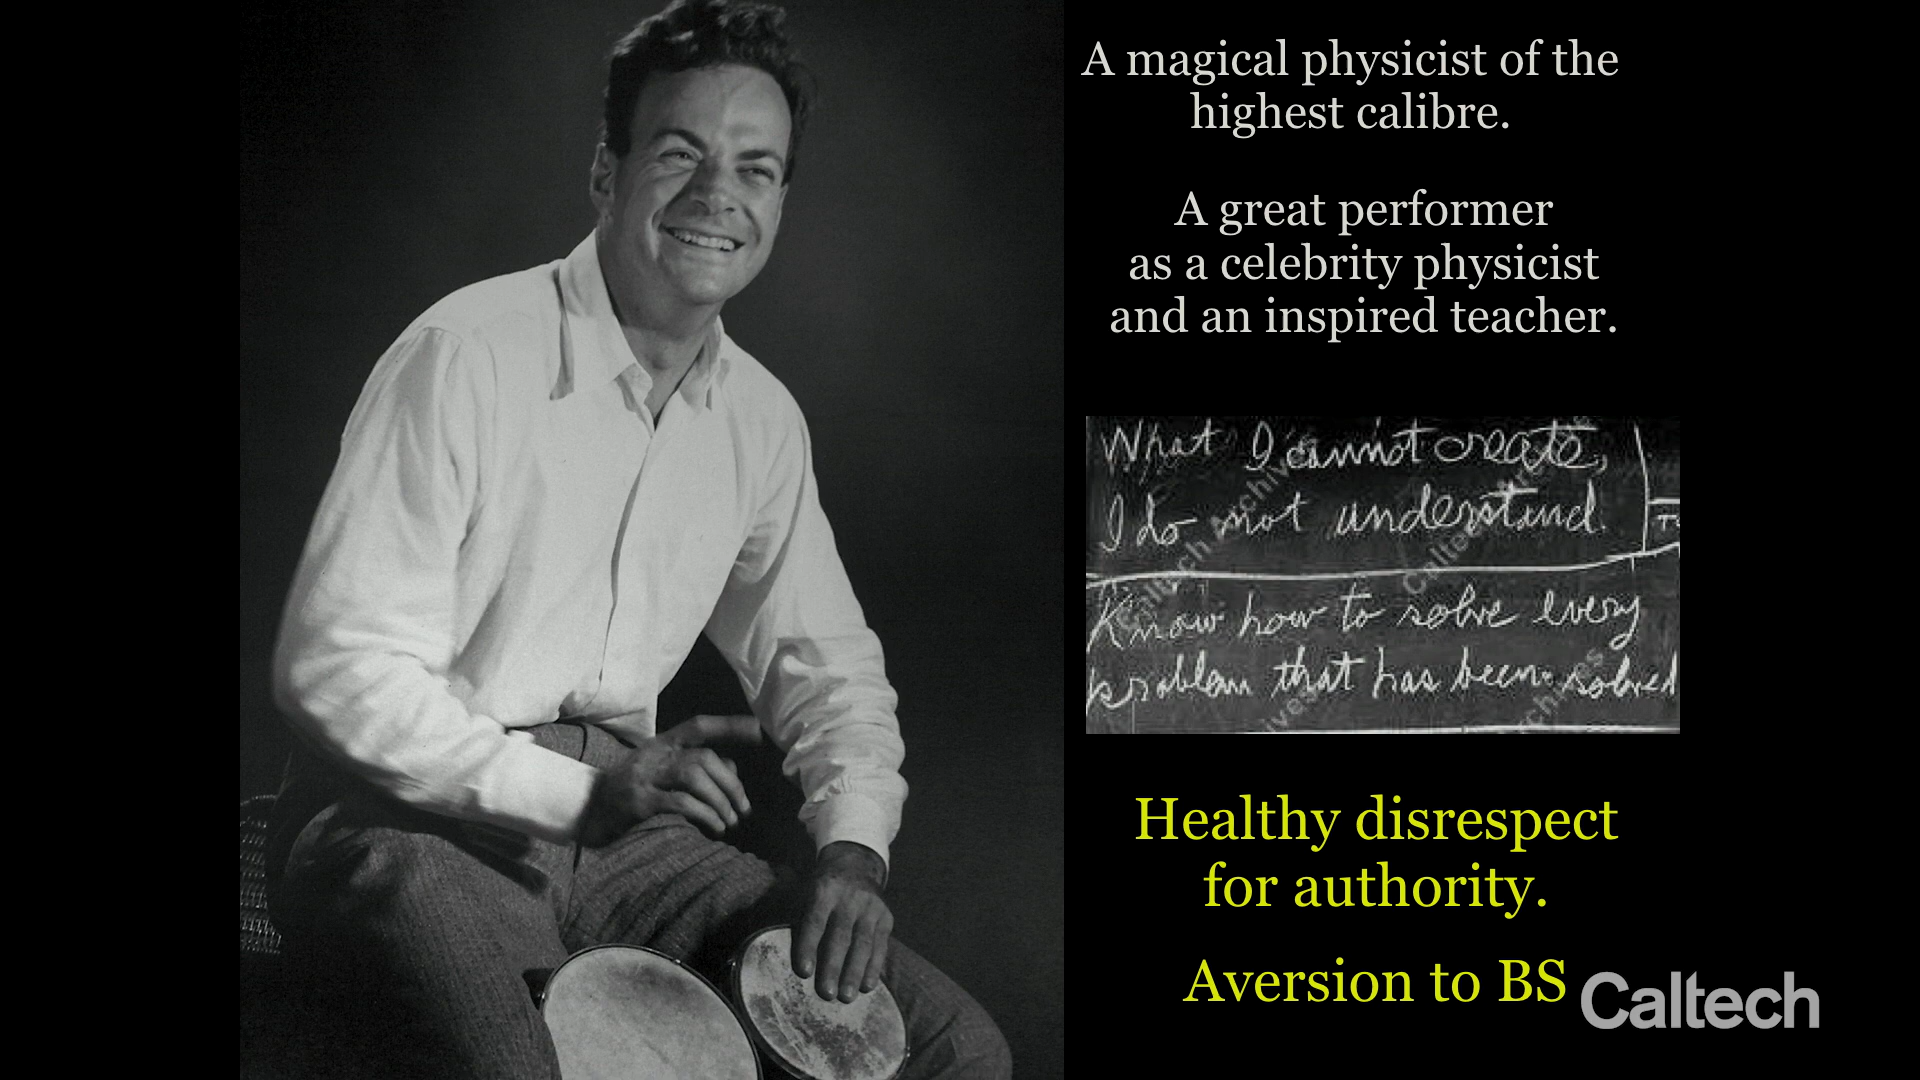 A magical physicist of the
highest calibre.
A great performer
as a celebrity physicist
and an inspired teacher.
What I cannot create,
I do not understand.
Know how to solve every
problem that has been solved
Healthy disrespect
for authority.
Aversion to BS
Caltech